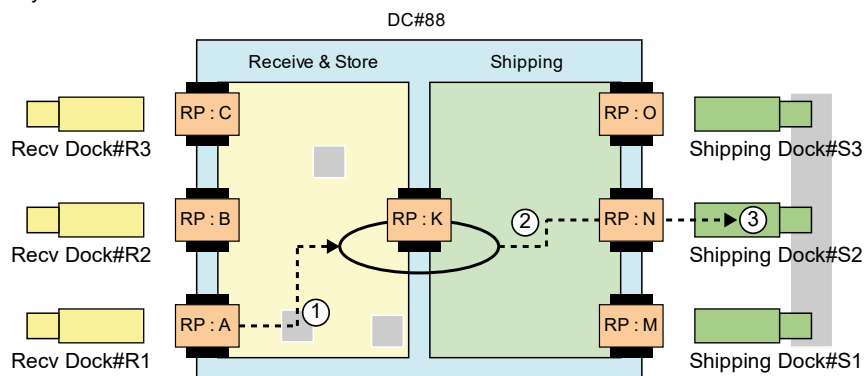 DC#88
Receive & Store
Shipping
RP : C
RP : O
Recv Dock#R3
Shipping Dock#S3
RP : B
RP : K
2
RP : N
3
Recv Dock#R2
Shipping Dock#S2
1
RP : A
RP : M
Recv Dock#R1
Shipping Dock#S1